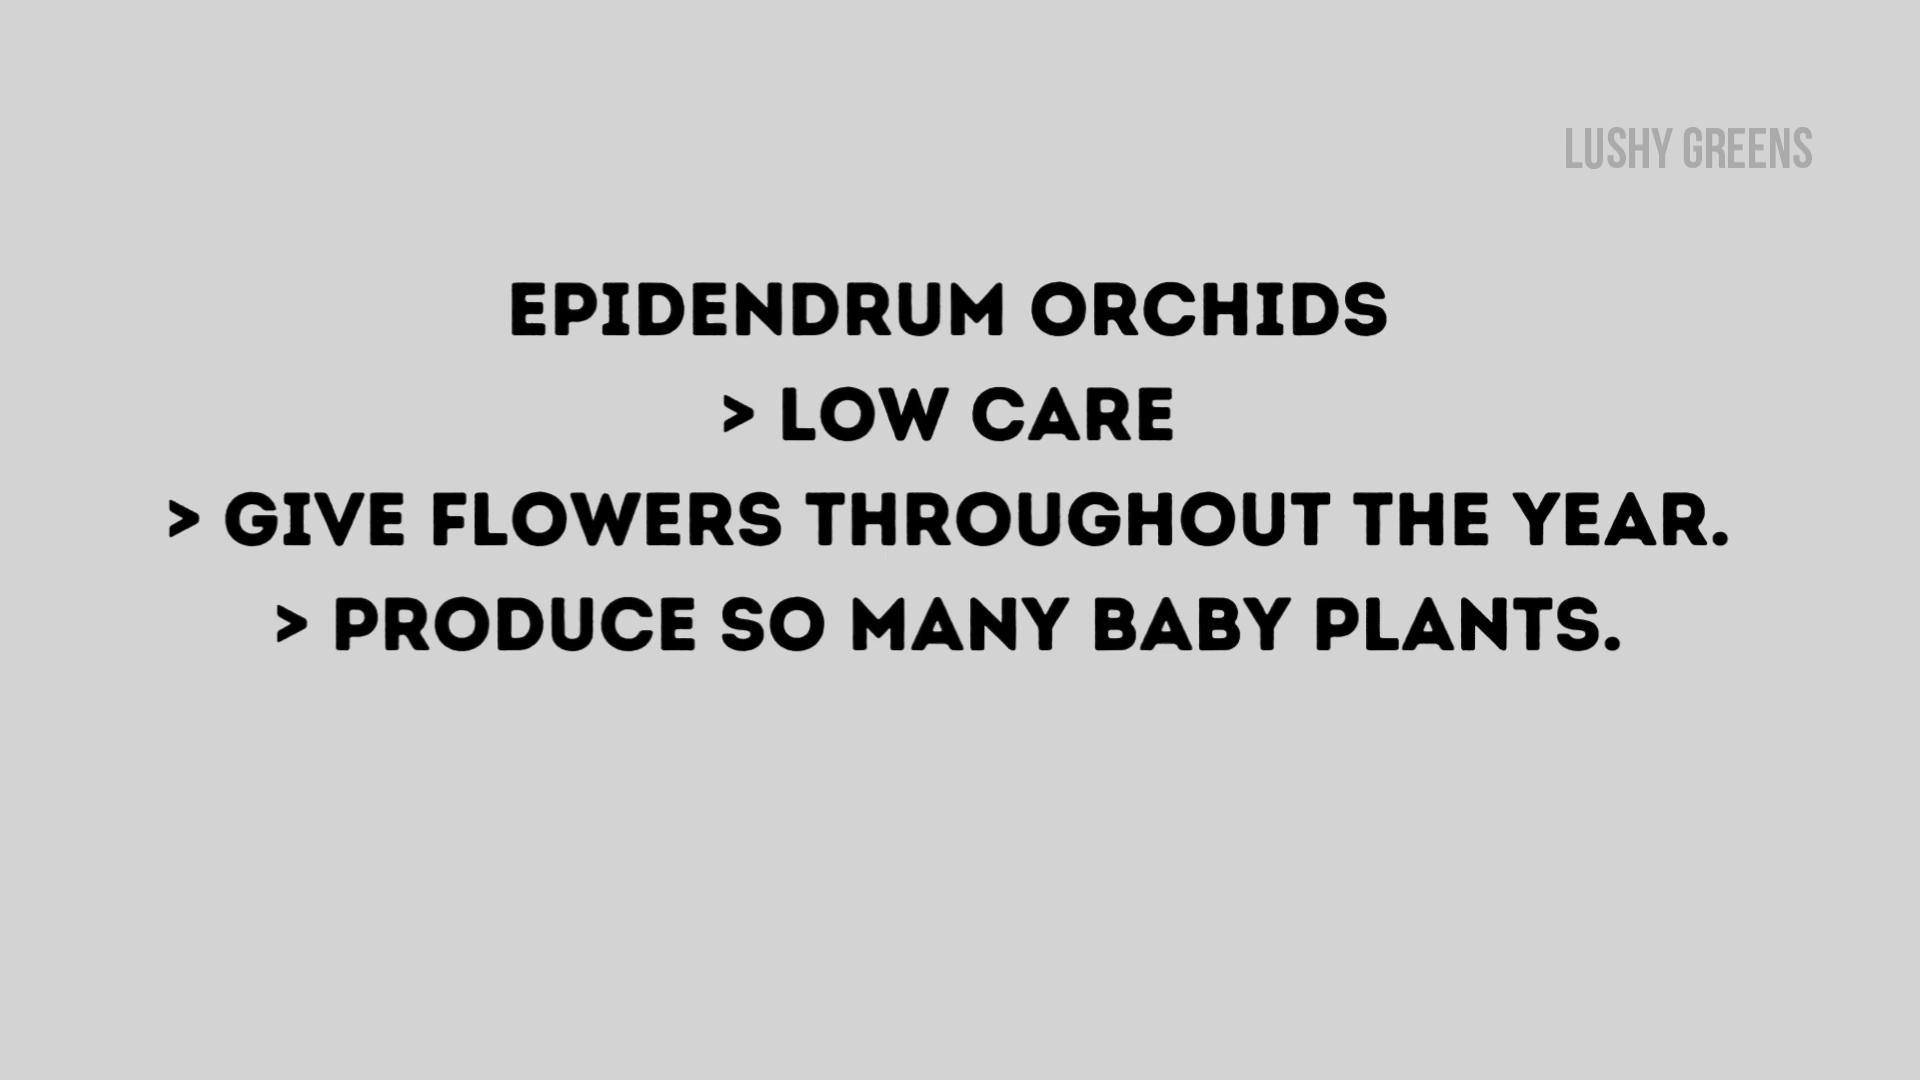 LUSHY GREENS
EPIDENDRUM ORCHIDS
> LOW CARE
> GIVE FLOWERS THROUGHOUT THE YEAR.
> PRODUCE SO MANY BABY PLANTS.